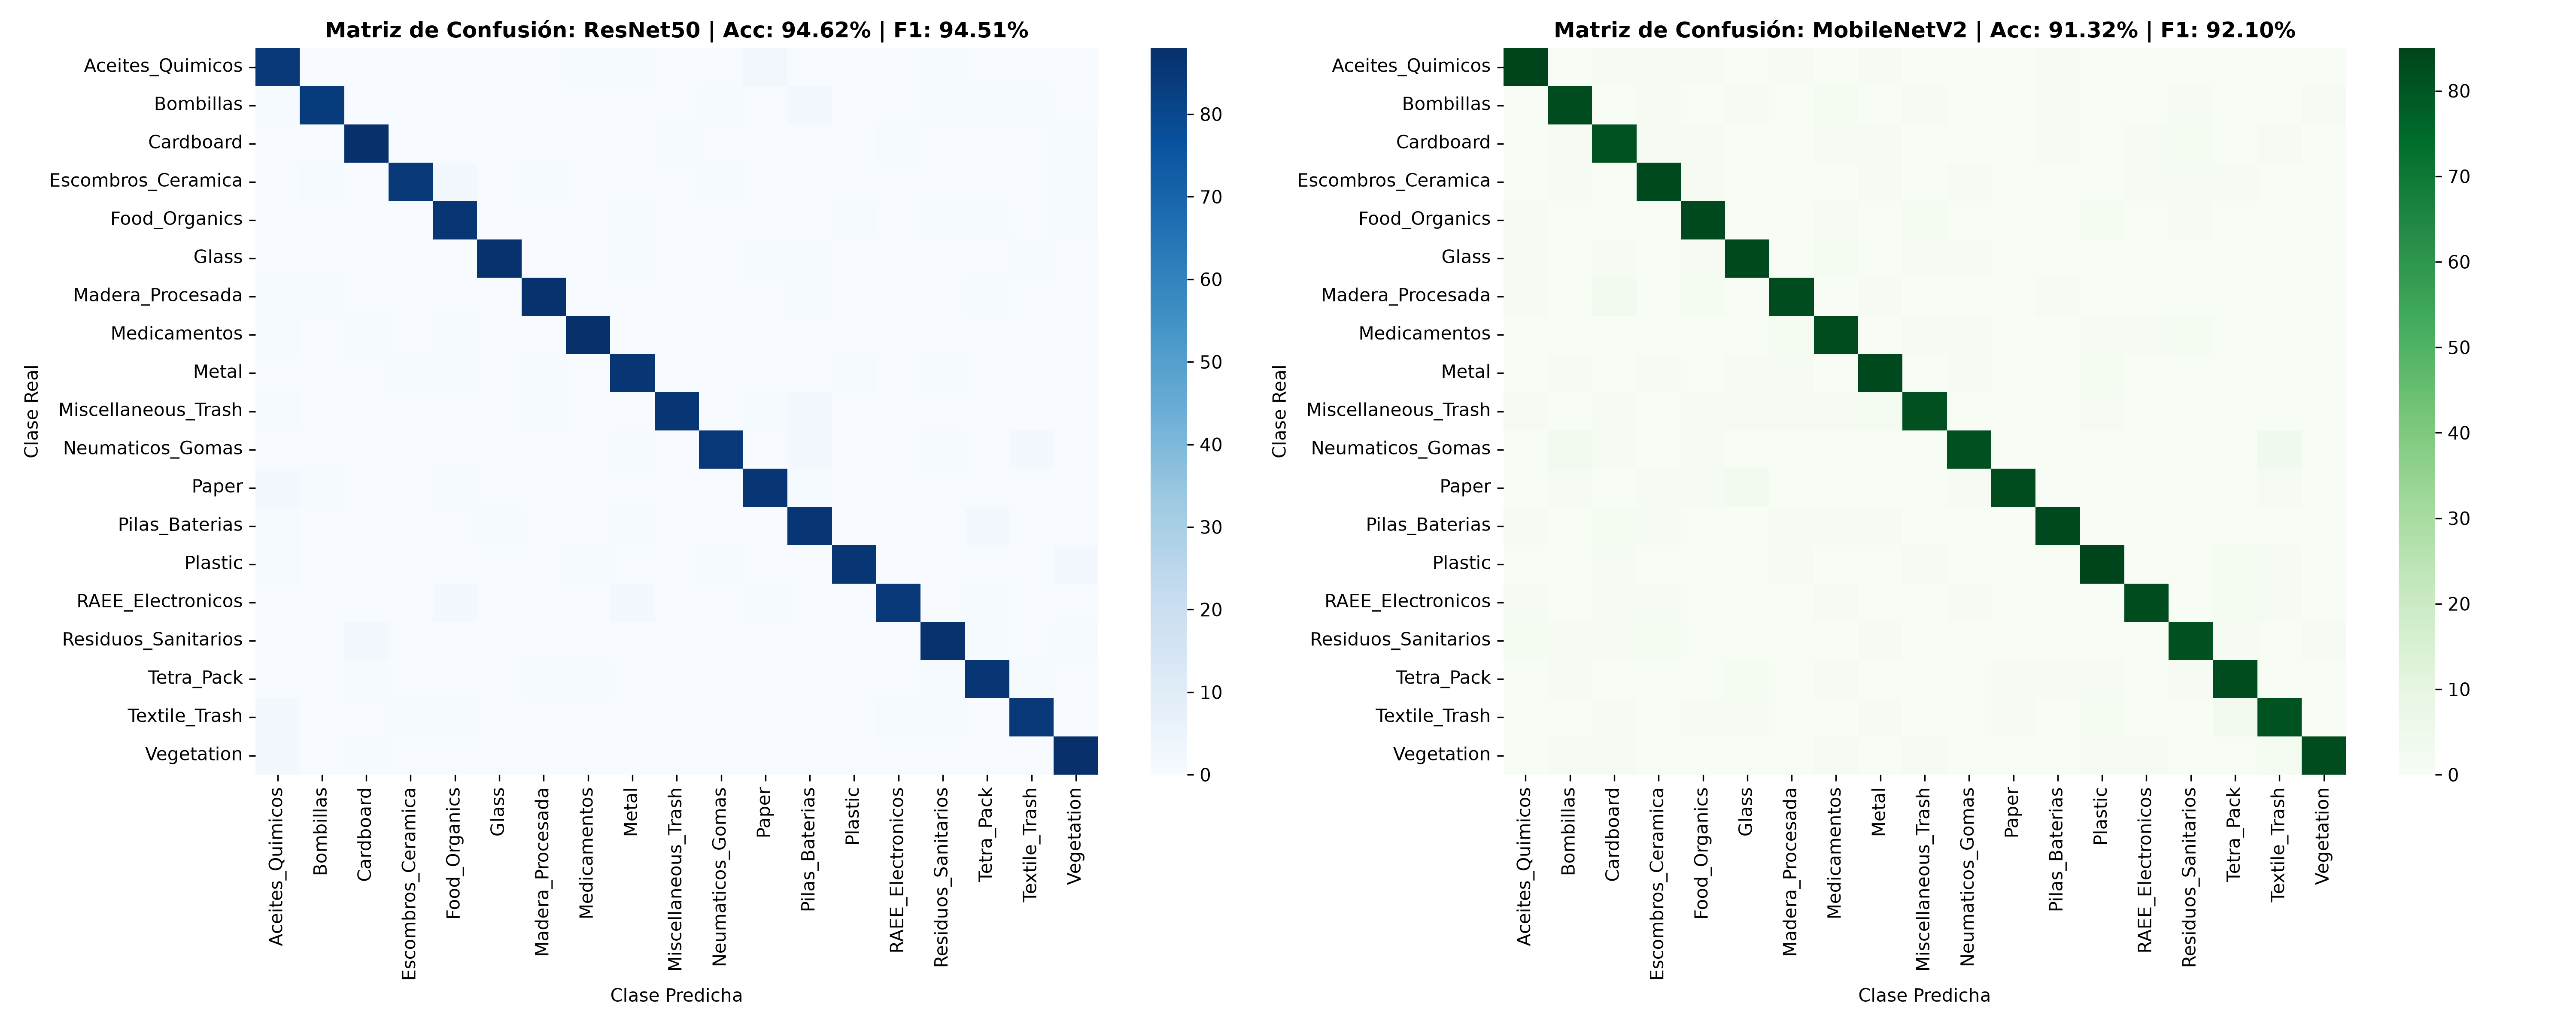 Matriz de Confusión: ResNet50 | Acc: 94.62% | F1: 94.51%
Clase Real
Aceites_Quimicos
Bombillas
Cardboard
Escombros_Ceramica
Food_Organics
Glass
Madera_Procesada
Medicamentos
Metal
Miscellaneous_Trash
Neumaticos_Gomas
Paper
Pilas_Baterias
Plastic
RAEE_Electronicos
Residuos_Sanitarios
Tetra_Pack
Textile_Trash
Vegetation
Aceites_Quimicos
Bombillas
Cardboard
Escombros_Ceramica
Food_Organics
Glass
Madera_Procesada
Medicamentos
Metal
Miscellaneous_Trash
Neumaticos_Gomas
Paper
Pilas_Baterias
Plastic
RAEE_Electronicos
Residuos_Sanitarios
Tetra_Pack
Textile_Trash
Vegetation
Clase Predicha
80
70
60
50
40
30
20
10
0
Matriz de Confusión: MobileNetV2 | Acc: 91.32% | F1: 92.10%
Clase Real
Aceites_Quimicos
Bombillas
Cardboard
Escombros_Ceramica
Food_Organics
Glass
Madera_Procesada
Medicamentos
Metal
Miscellaneous_Trash
Neumaticos_Gomas
Paper
Pilas_Baterias
Plastic
RAEE_Electronicos
Residuos_Sanitarios
Tetra_Pack
Textile_Trash
Vegetation
Aceites_Quimicos
Bombillas
Cardboard
Escombros_Ceramica
Food_Organics
Glass
Madera_Procesada
Medicamentos
Metal
Miscellaneous_Trash
Neumaticos_Gomas
Paper
Pilas_Baterias
Plastic
RAEE_Electronicos
Residuos_Sanitarios
Tetra_Pack
Textile_Trash
Vegetation
Clase Predicha
80
70
60
50
40
30
20
10
0